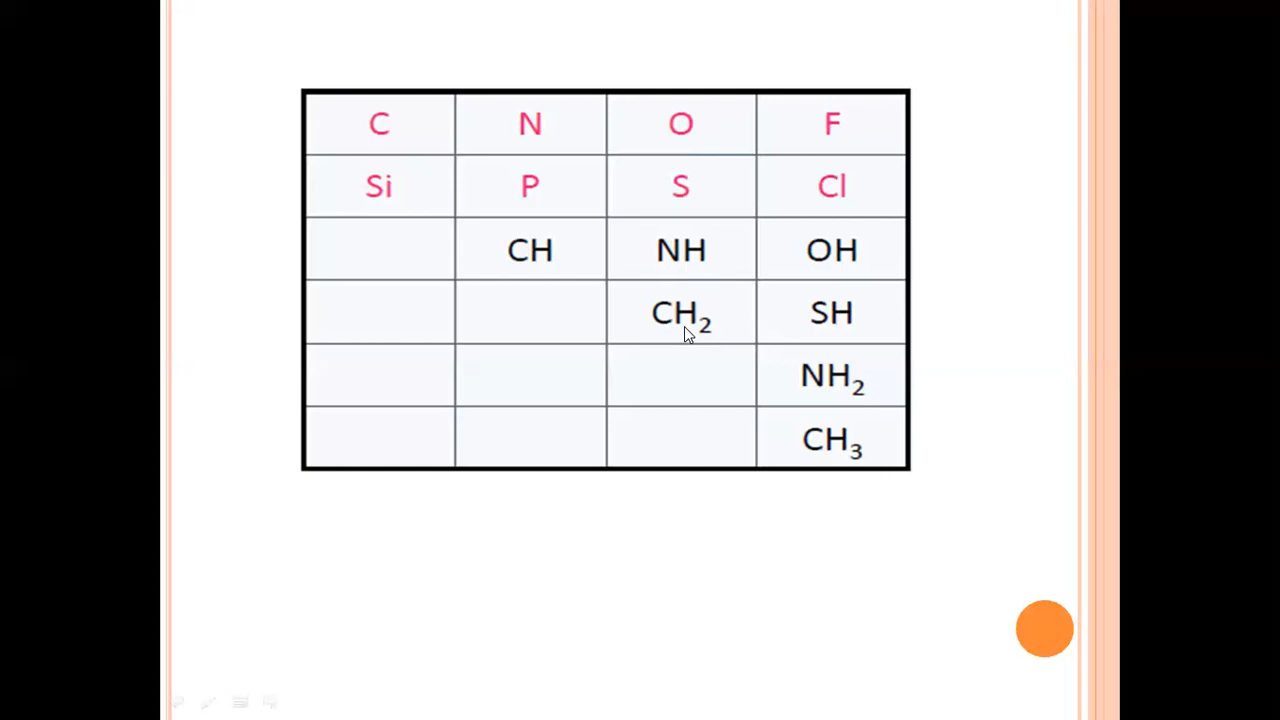 C N O F
Si P S Cl
CH NH OH
CH₂ SH
NH₂
CH₃